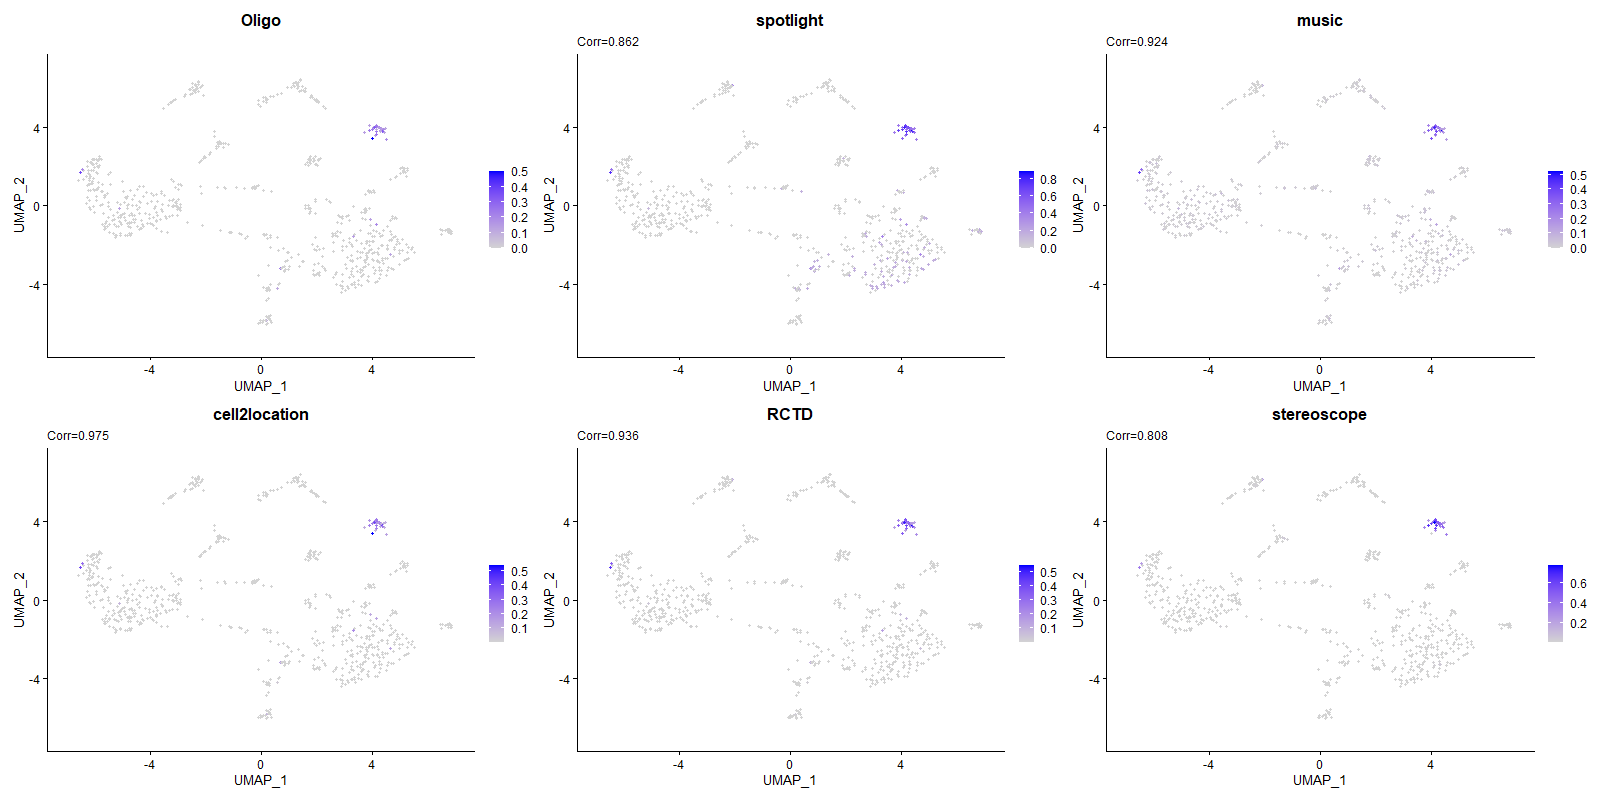 Oligo
UMAP_2
4
0
-4
-4
0
4
UMAP_1
0.5
0.4
0.3
0.2
0.1
0.0
spotlight
Corr=0.862
UMAP_2
4
0
-4
-4
0
4
UMAP_1
0.8
0.6
0.4
0.2
0.0
music
Corr=0.924
UMAP_2
4
0
-4
-4
0
4
UMAP_1
0.5
0.4
0.3
0.2
0.1
0.0
cell2location
Corr=0.975
UMAP_2
4
0
-4
-4
0
4
UMAP_1
0.5
0.4
0.3
0.2
0.1
RCTD
Corr=0.936
UMAP_2
4
0
-4
-4
0
4
UMAP_1
0.5
0.4
0.3
0.2
0.1
stereoscope
Corr=0.808
UMAP_2
4
0
-4
-4
0
4
UMAP_1
0.6
0.4
0.2